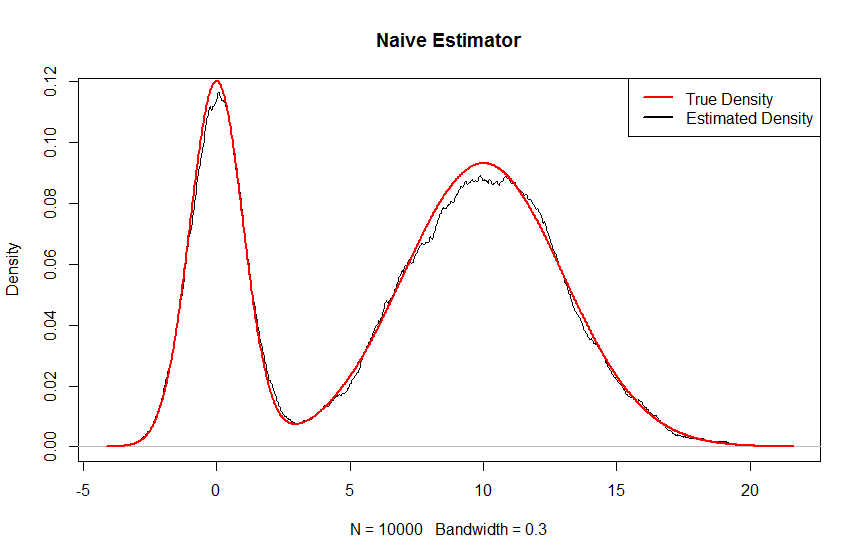 Naive Estimator
True Density
Estimated Density
Density
0.00
0.02
0.04
0.06
0.08
0.10
0.12
-5
0
5
10
15
20
N = 10000 Bandwidth = 0.3